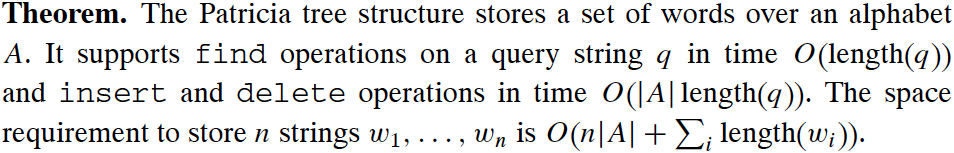 Theorem. The Patricia tree structure stores a set of words over an alphabet
A. It supports find operations on a query string q in time O(length(q))
and insert and delete operations in time O(|A| length(q)). The space
requirement to store n strings w₁, . . . , wₙ is O(n|A| + ∑ᵢ length(wᵢ)).